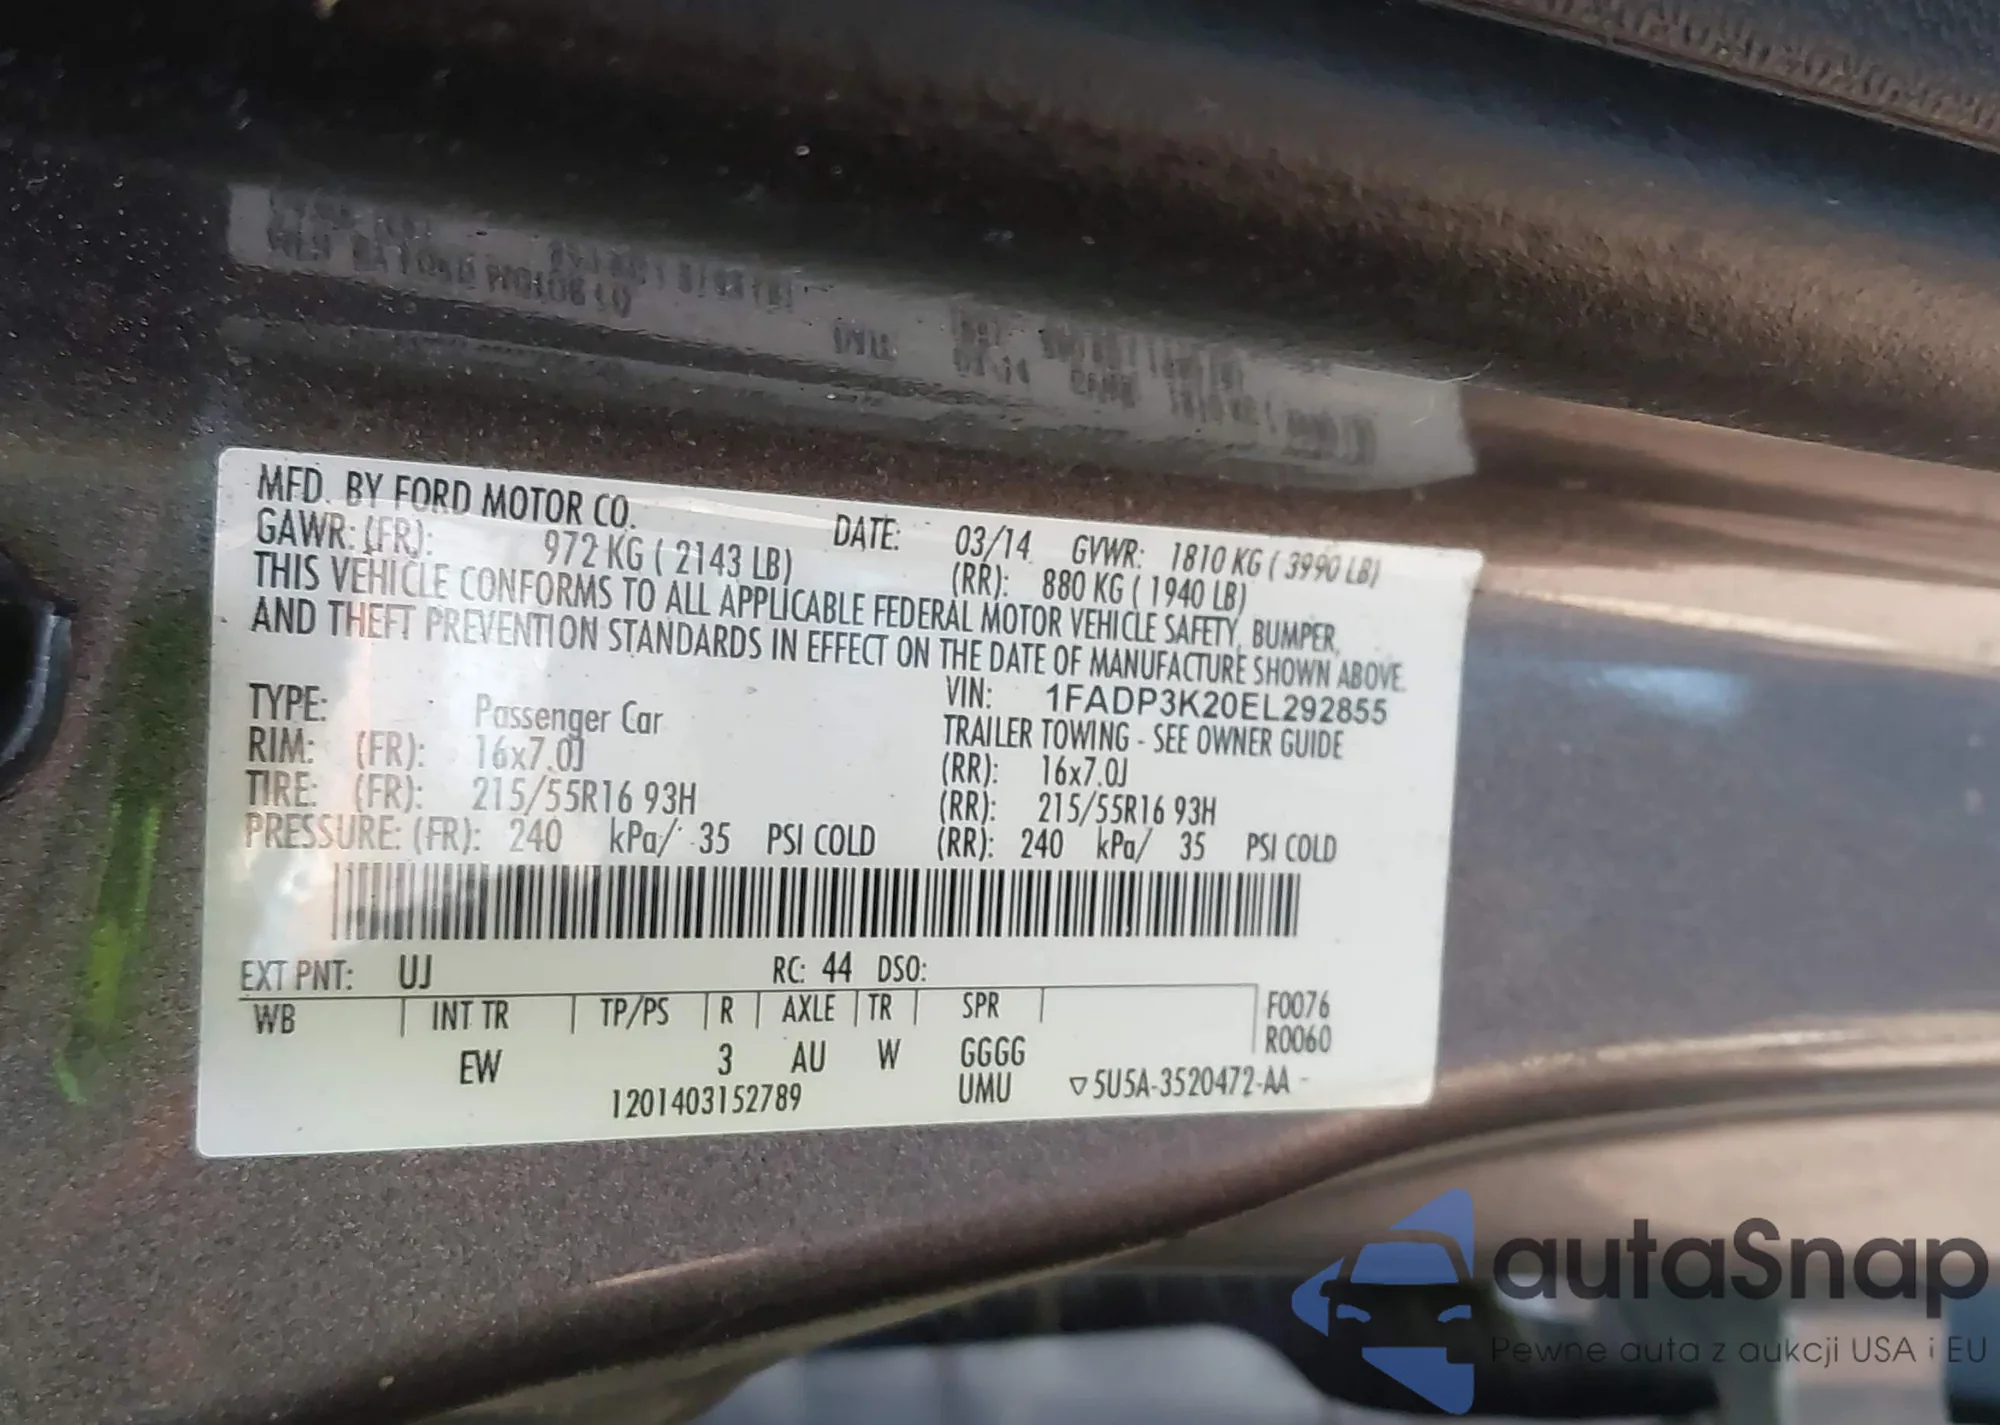 MFD. BY FORD MOTOR CO. DATE: 03/14 GVWR: 1810 KG ( 3990 LB)
GAWR: (FR): 972 KG ( 2143 LB) (RR): 880 KG ( 1940 LB)
THIS VEHICLE CONFORMS TO ALL APPLICABLE FEDERAL MOTOR VEHICLE SAFETY, BUMPER,
AND THEFT PREVENTION STANDARDS IN EFFECT ON THE DATE OF MANUFACTURE SHOWN ABOVE.
VIN: 1FADP3K20EL292855
TYPE: Passenger Car TRAILER TOWING - SEE OWNER GUIDE
RIM: (FR): 16x7.0J (RR): 16x7.0J
TIRE: (FR): 215/55R16 93H (RR): 215/55R16 93H
PRESSURE: (FR): 240 kPa/ 35 PSI COLD (RR): 240 kPa/ 35 PSI COLD
EXT PNT: UJ RC: 44 DSO:
WB INT TR TP/PS R AXLE TR SPR F0076
R0060
EW 3 AU W GGGG
1201403152789 UMU ▽5U5A-3520472-AA -
autaSnap
Pewne auta z aukcji USA i EU